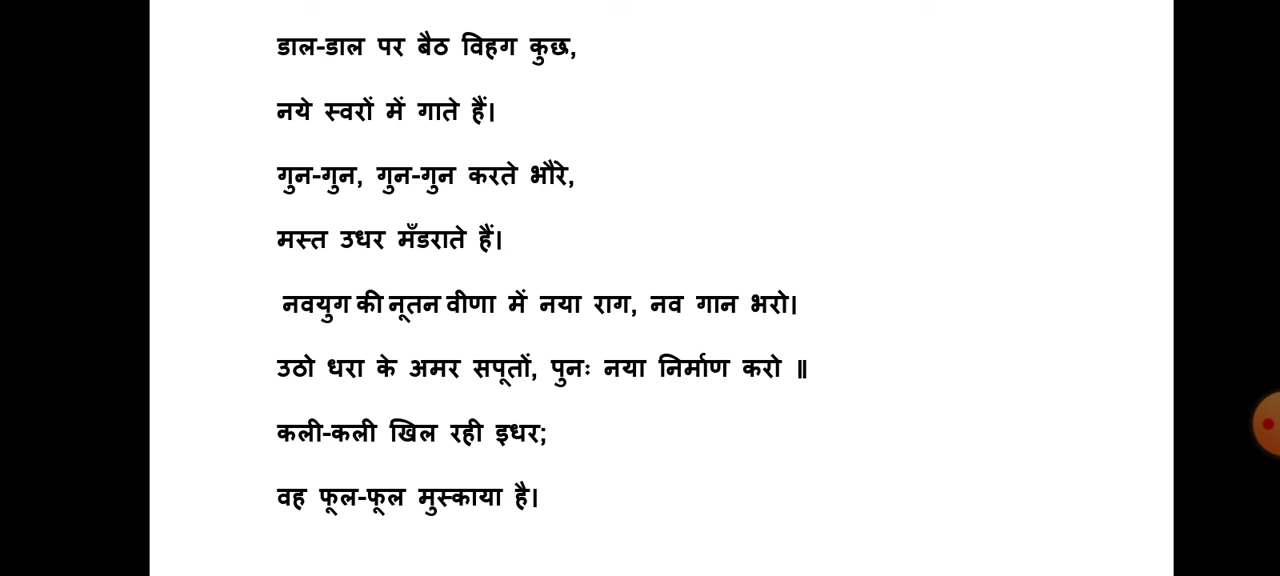 डाल-डाल पर बैठ विहग कुछ,
नये स्वरों में गाते हैं।
गुन-गुन, गुन-गुन करते भौंरे,
मस्त उधर मँडराते हैं।
नवयुग की नूतन वीणा में नया राग, नव गान भरो।
उठो धरा के अमर सपूतों, पुनः नया निर्माण करो ॥
कली-कली खिल रही इधर;
वह फूल-फूल मुस्काया है।